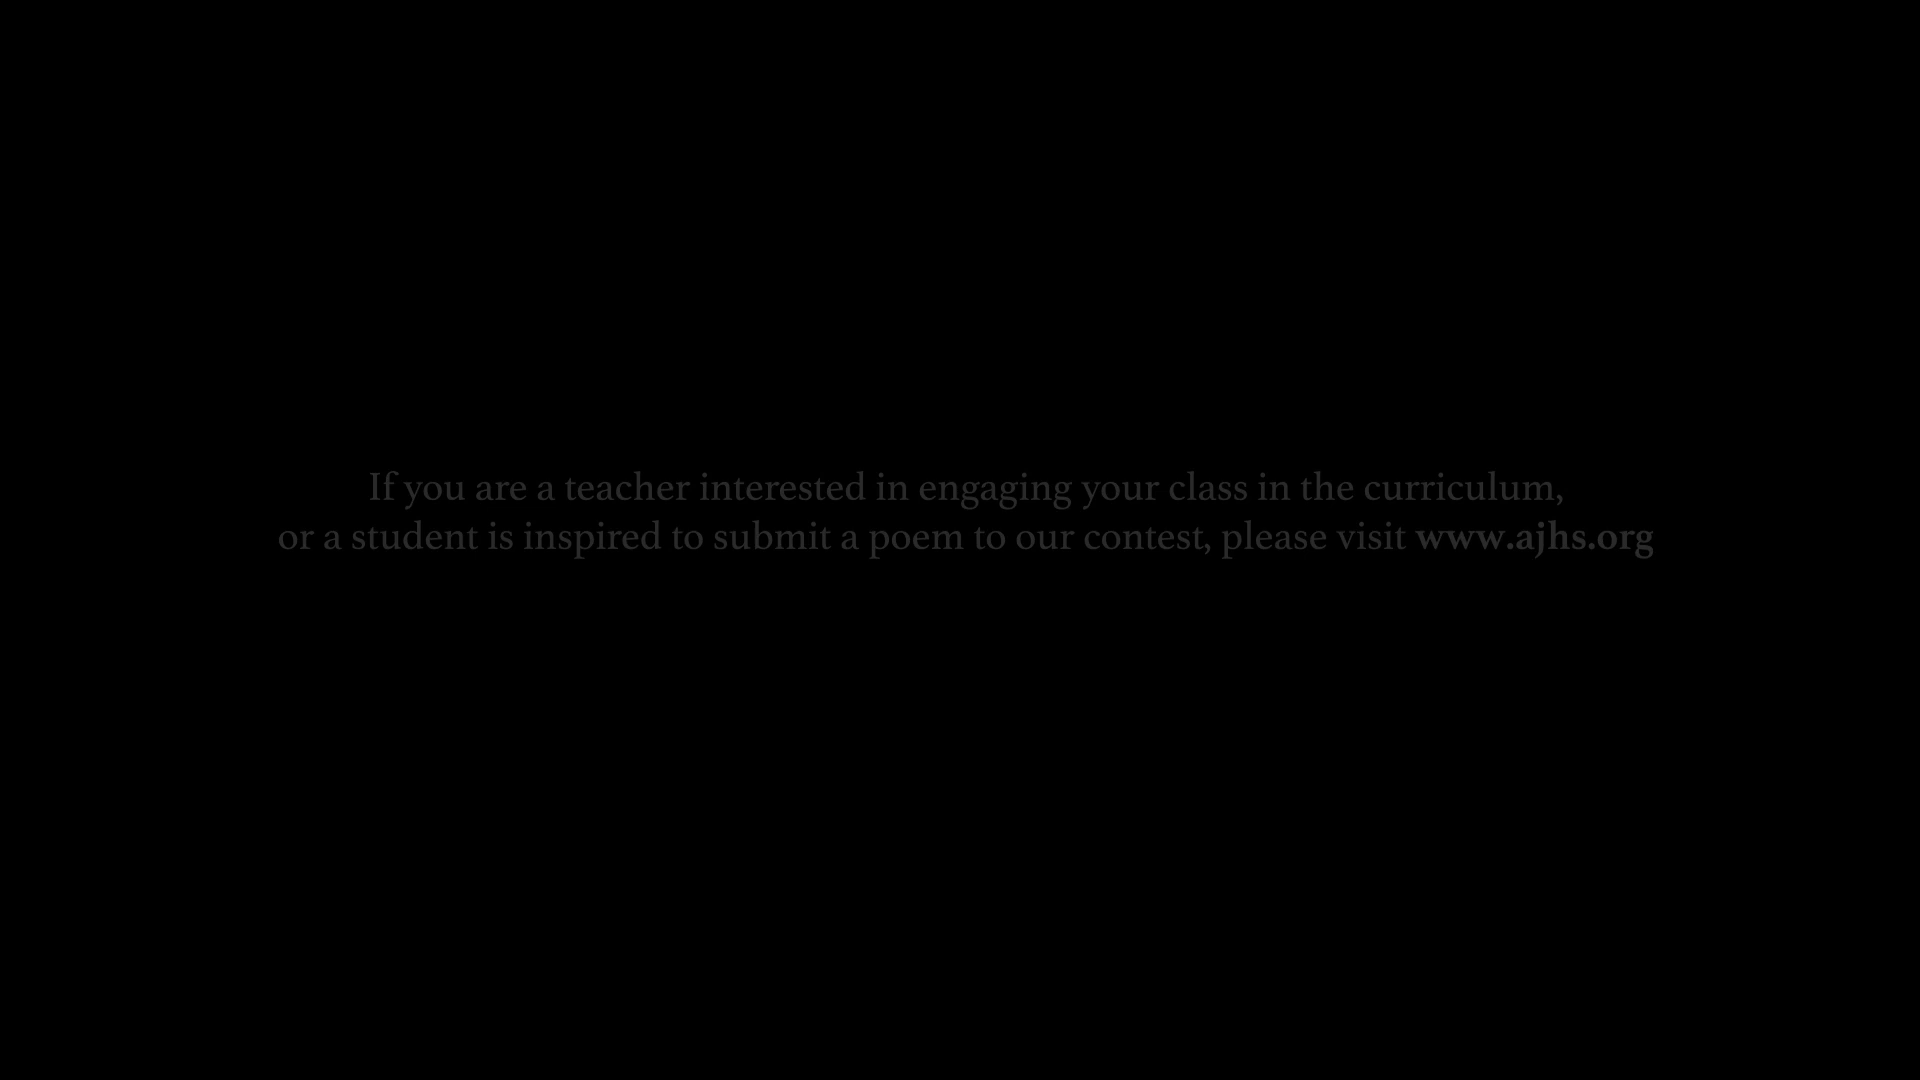 If you are a teacher interested in engaging your class in the curriculum,
or a student is inspired to submit a poem to our contest, please visit www.ajhs.org